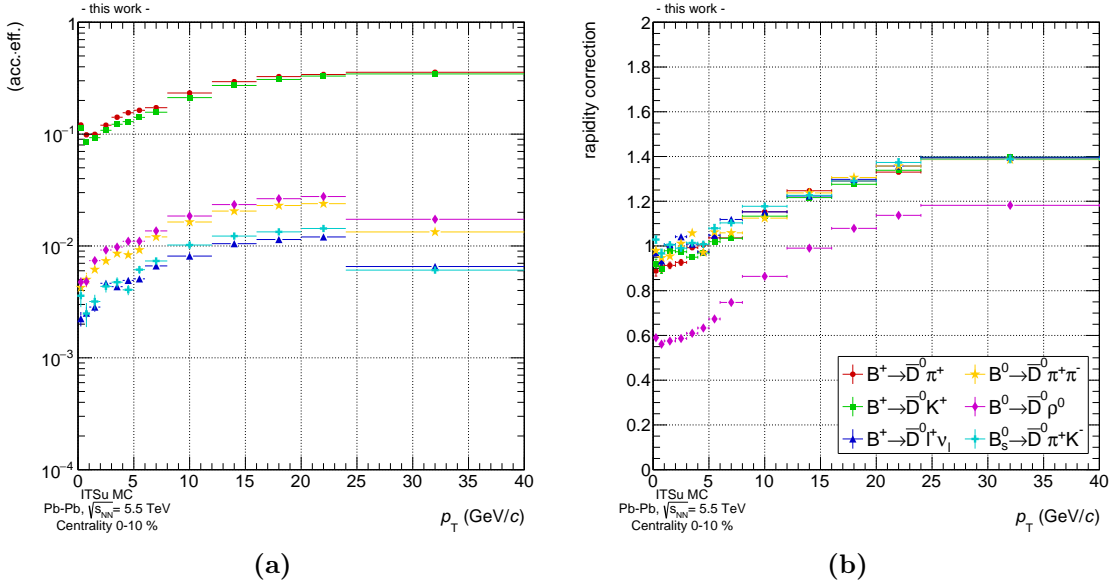 - this work -
(acc.·eff.)
1
10⁻¹
10⁻²
10⁻³
10⁻⁴
0 5 10 15 20 25 30 35 40
ITSu MC
Pb-Pb, √s_NN = 5.5 TeV
Centrality 0-10 %
p_T (GeV/c)
(a)
- this work -
rapidity correction
2
1.8
1.6
1.4
1.2
1.0
0.8
0.6
0.4
0.2
0
B⁺→D̅⁰π⁺
B⁰→D̅⁰π⁺π⁻
B⁺→D̅⁰K⁺
B⁰→D̅⁰ρ⁰
B⁺→D̅⁰l⁺ν_l
B_s⁰→D̅⁰π⁺K⁻
0 5 10 15 20 25 30 35 40
ITSu MC
Pb-Pb, √s_NN = 5.5 TeV
Centrality 0-10 %
p_T (GeV/c)
(b)